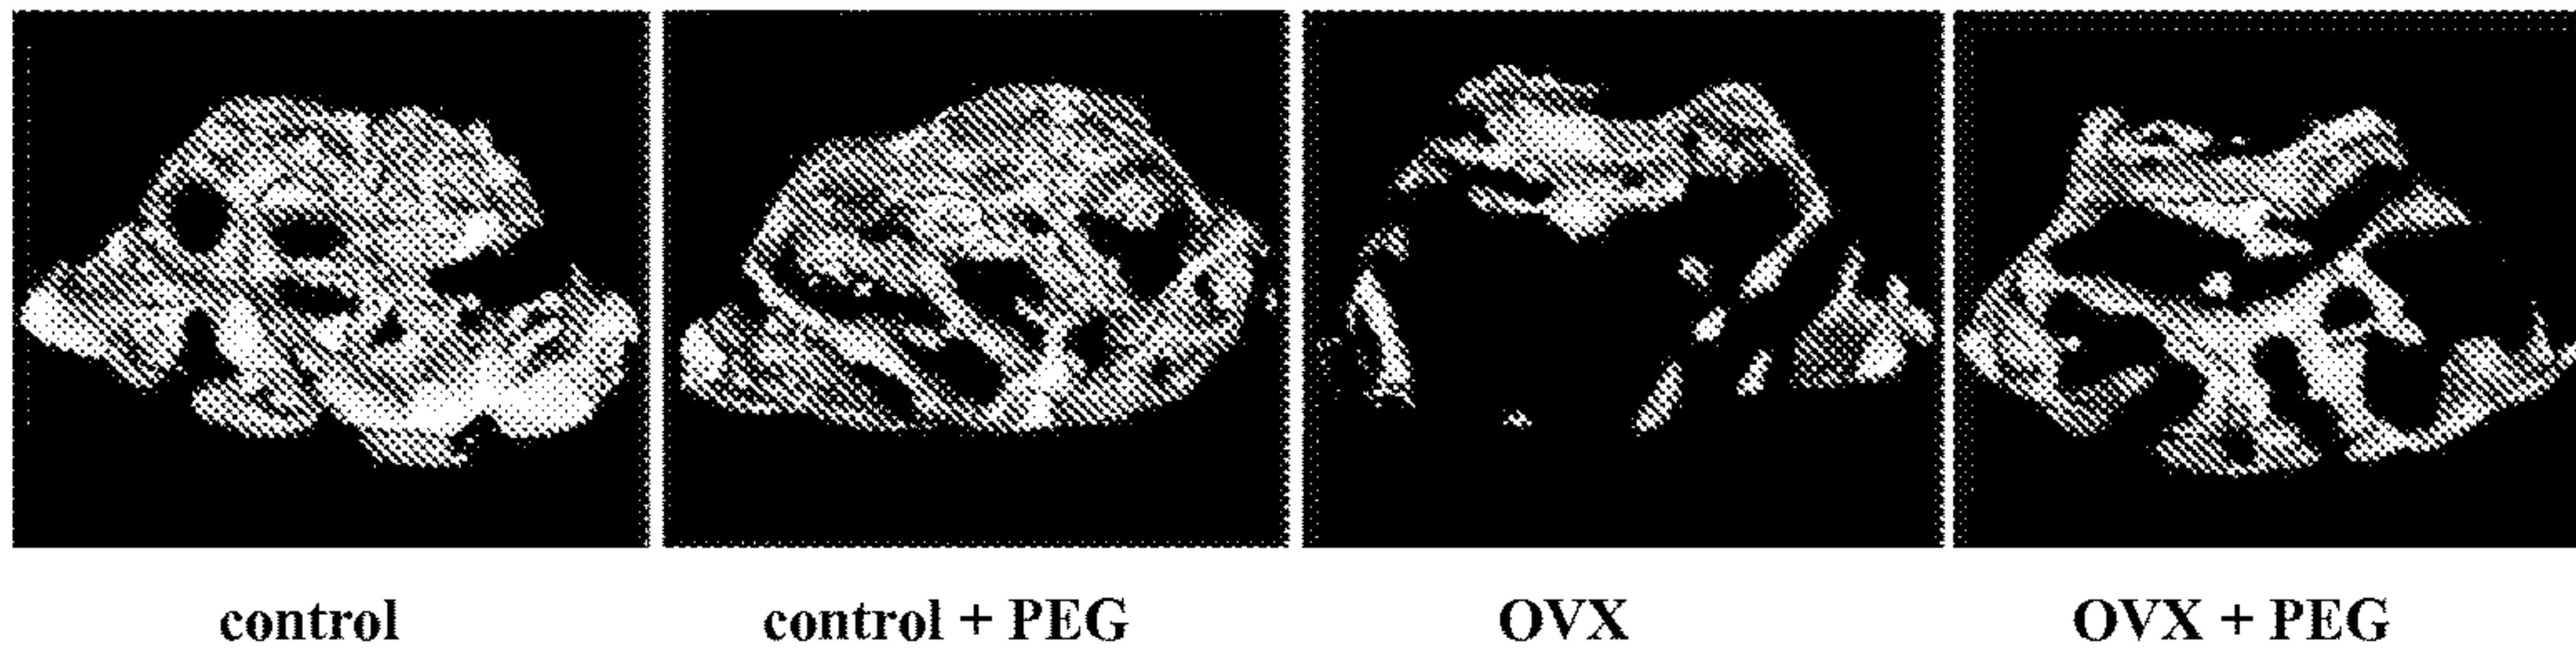 control
control + PEG
OVX
OVX + PEG